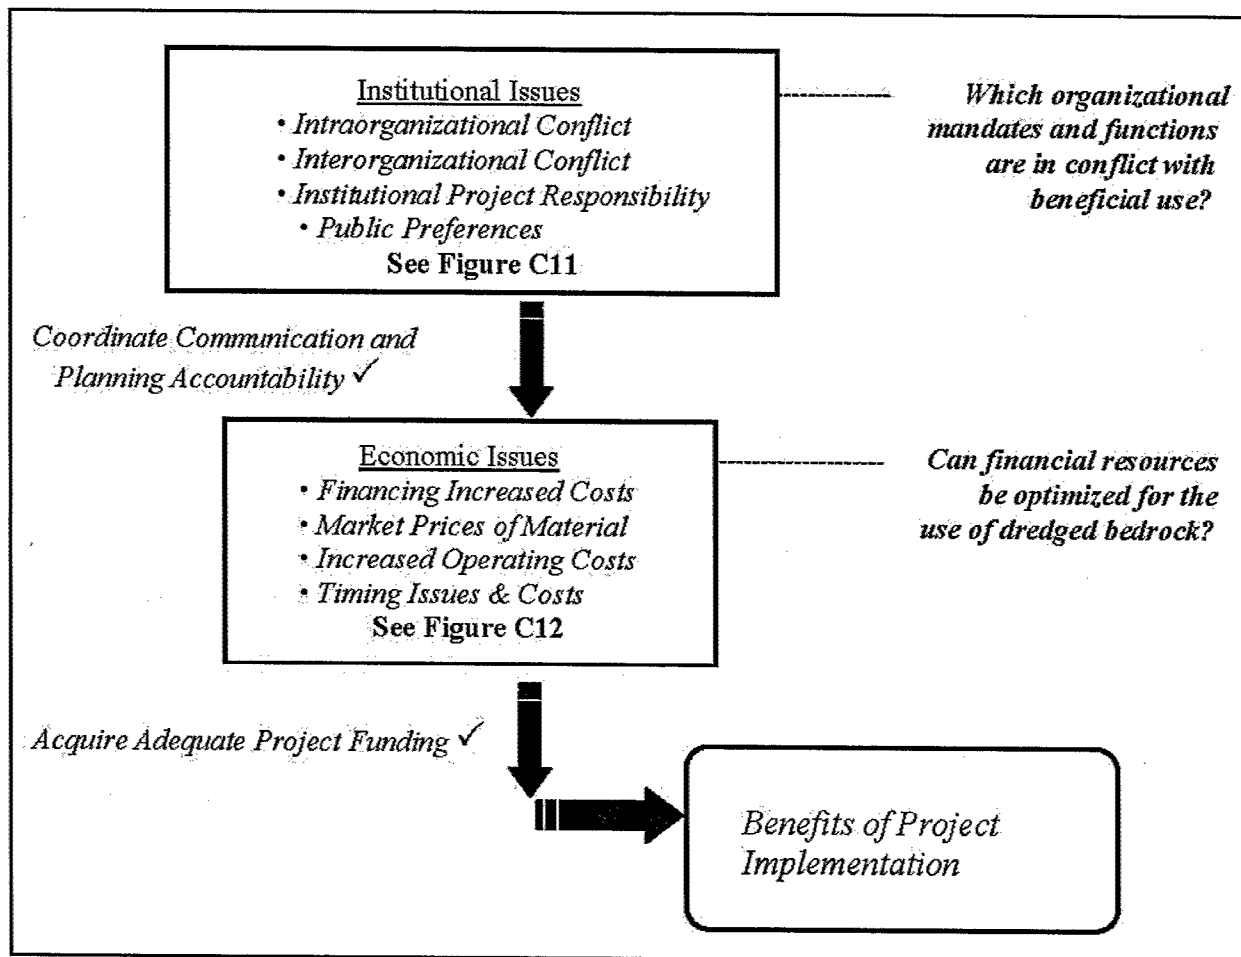 Institutional Issues
• Intraorganizational Conflict
• Interorganizational Conflict
• Institutional Project Responsibility
• Public Preferences
See Figure C11
Which organizational
mandates and functions
are in conflict with
beneficial use?
Coordinate Communication and
Planning Accountability ✓
Economic Issues
• Financing Increased Costs
• Market Prices of Material
• Increased Operating Costs
• Timing Issues & Costs
See Figure C12
Can financial resources
be optimized for the
use of dredged bedrock?
Acquire Adequate Project Funding ✓
Benefits of Project
Implementation